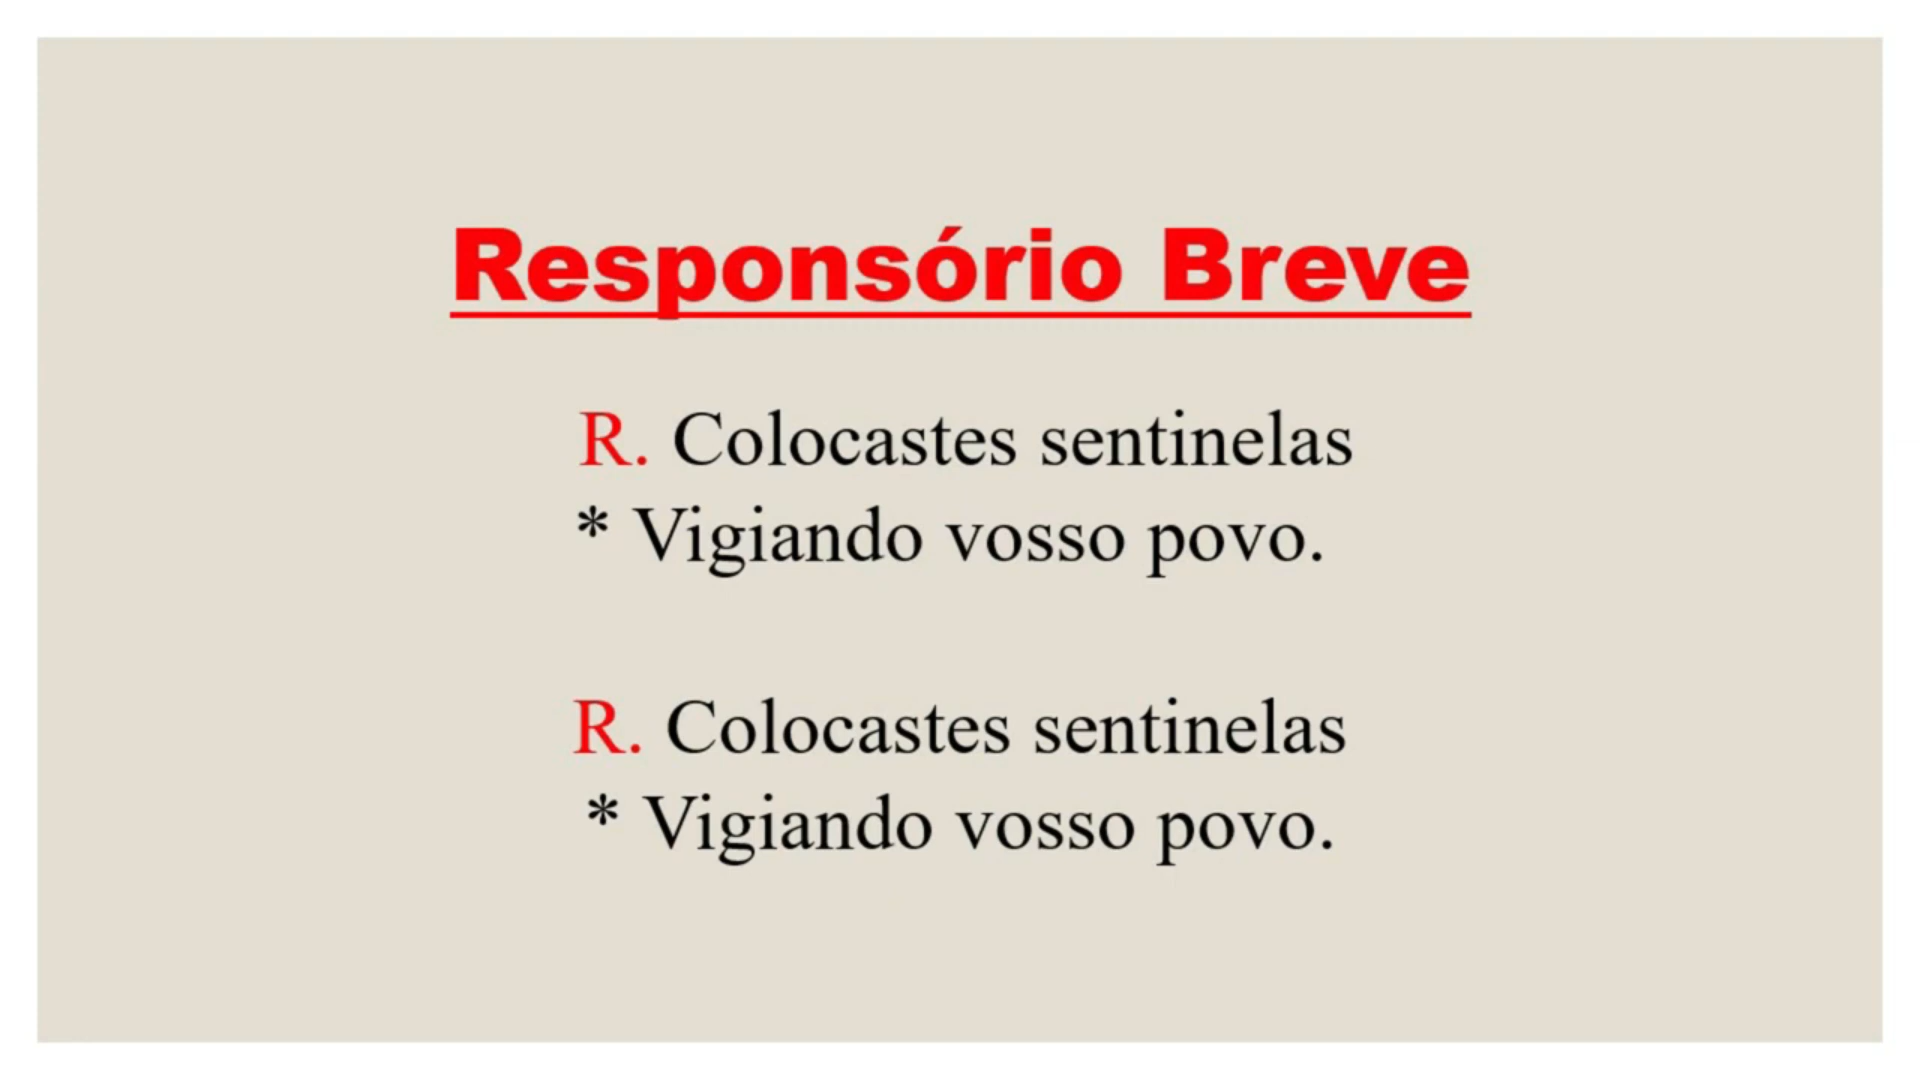 Responsório Breve
R. Colocastes sentinelas
* Vigiando vosso povo.
R. Colocastes sentinelas
* Vigiando vosso povo.